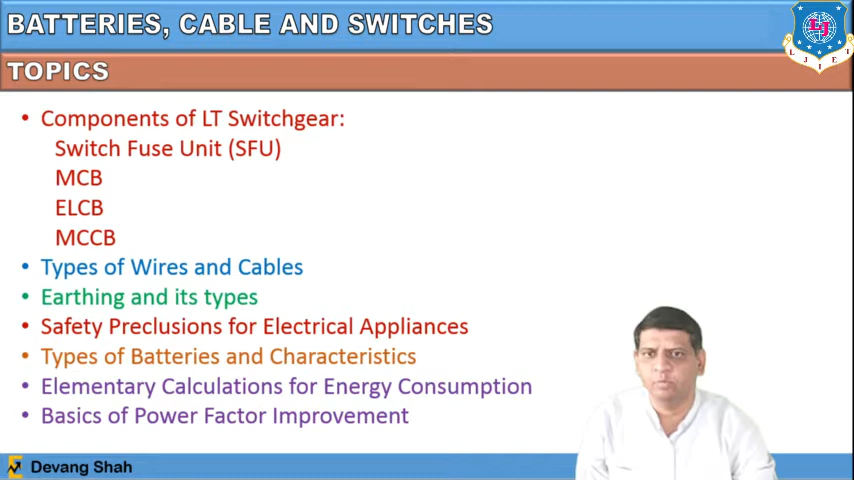 BATTERIES, CABLE AND SWITCHES
LJ
L J I E T
TOPICS
• Components of LT Switchgear:
Switch Fuse Unit (SFU)
MCB
ELCB
MCCB
• Types of Wires and Cables
• Earthing and its types
• Safety Preclusions for Electrical Appliances
• Types of Batteries and Characteristics
• Elementary Calculations for Energy Consumption
• Basics of Power Factor Improvement
Devang Shah